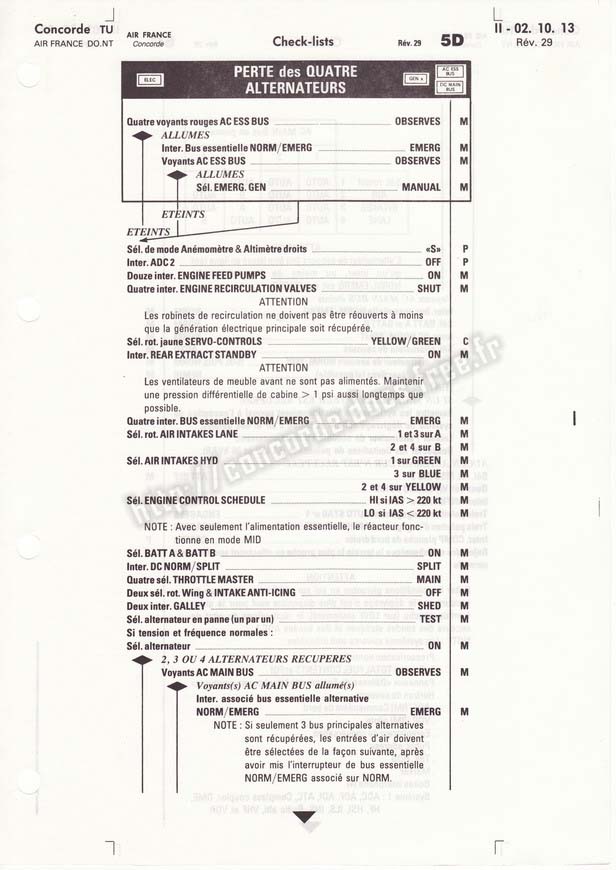 Concorde TU
AIR FRANCE DO.NT
AIR FRANCE
Concorde
Check-lists
Rév. 29
5D
II - 02. 10. 13
Rév. 29
ELEC
PERTE des QUATRE
ALTERNATEURS
GEN
AC ESS
BUS
DC MAIN
BUS
Quatre voyants rouges AC ESS BUS OBSERVES M
ALLUMES
Inter. Bus essentielle NORM/EMERG EMERG M
Voyants AC ESS BUS OBSERVES M
ALLUMES
Sél. EMERG. GEN MANUAL M
ETEINTS
ETEINTS
Sél. de mode Anémomètre & Altimètre droits «S» P
Inter. ADC 2 OFF P
Douze inter. ENGINE FEED PUMPS ON M
Quatre inter. ENGINE RECIRCULATION VALVES SHUT M
ATTENTION
Les robinets de recirculation ne doivent pas être réouverts à moins
que la génération électrique principale soit récupérée.
Sél. rot. jaune SERVO-CONTROLS YELLOW/GREEN C
Inter. REAR EXTRACT STANDBY ON M
ATTENTION
Les ventilateurs de meuble avant ne sont pas alimentés. Maintenir
une pression différentielle de cabine > 1 psi aussi longtemps que
possible.
Quatre inter. BUS essentielle NORM/EMERG EMERG M
Sél. rot. AIR INTAKES LANE 1 et 3 sur A M
2 et 4 sur B M
Sél. AIR INTAKES HYD 1 sur GREEN M
3 sur BLUE M
2 et 4 sur YELLOW M
Sél. ENGINE CONTROL SCHEDULE HI si IAS > 220 kt M
LO si IAS < 220 kt M
NOTE : Avec seulement l'alimentation essentielle, le réacteur fonc-
tionne en mode MID
Sél. BATT A & BATT B ON M
Inter. DC NORM/SPLIT SPLIT M
Quatre sél. THROTTLE MASTER MAIN M
Deux sél. rot. Wing & INTAKE ANTI-ICING OFF M
Deux inter. GALLEY SHED M
Sél. alternateur en panne (un par un) TEST M
Si tension et fréquence normales :
Sél. alternateur ON M
2, 3 OU 4 ALTERNATEURS RECUPERES
Voyants AC MAIN BUS OBSERVES M
Voyants(s) AC MAIN BUS allumé(s)
Inter. associé bus essentielle alternative
NORM/EMERG EMERG M
NOTE : Si seulement 3 bus principales alternatives
sont récupérées, les entrées d'air doivent
être sélectées de la façon suivante, après
avoir mis l'interrupteur de bus essentielle
NORM/EMERG associé sur NORM.
http://concorde.docs.free.fr